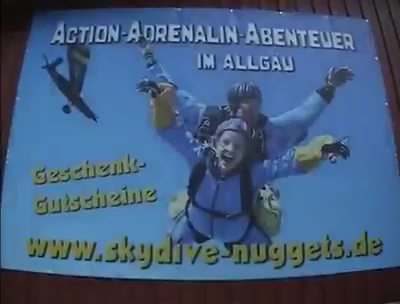 Action-Adrenalin-Abenteuer
im Allgäu
Geschenk-
Gutscheine
www.skydive-nuggets.de